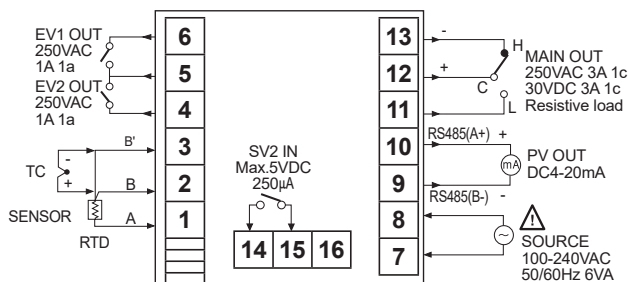 EV1 OUT
250VAC
1A 1a
EV2 OUT
250VAC
1A 1a
6
5
4
3
2
1
B'
B
A
TC
-
+
SENSOR
RTD
SV2 IN
Max.5VDC
250µA
14 15 16
13
12
11
10
9
8
7
-
+
H
C
L
MAIN OUT
250VAC 3A 1c
30VDC 3A 1c
Resistive load
RS485(A+) +
mA
PV OUT
DC4-20mA
RS485(B-) -
!
~
SOURCE
100-240VAC
50/60Hz 6VA